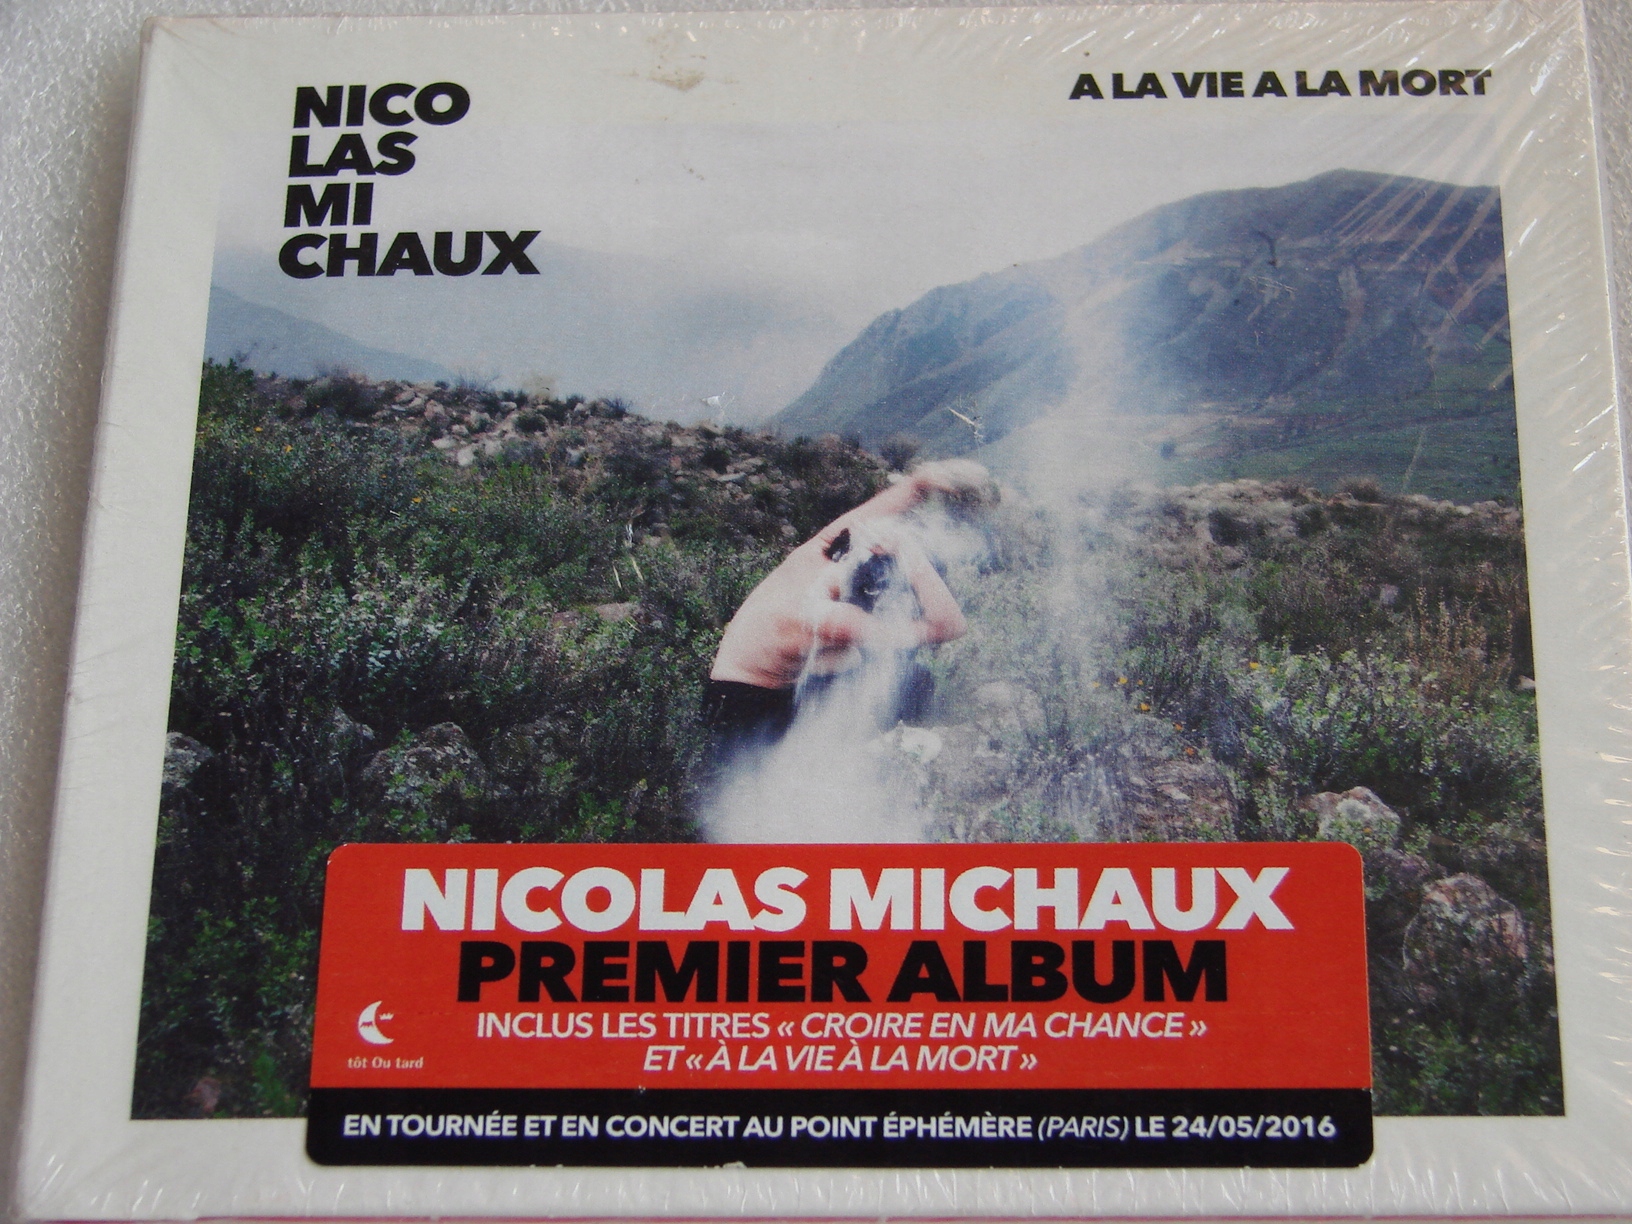 NICO
LAS
MI
CHAUX
A LA VIE A LA MORT
NICOLAS MICHAUX
PREMIER ALBUM
INCLUS LES TITRES « CROIRE EN MA CHANCE »
ET « À LA VIE À LA MORT »
tôt Ou tard
EN TOURNÉE ET EN CONCERT AU POINT ÉPHÉMÈRE (PARIS) LE 24/05/2016